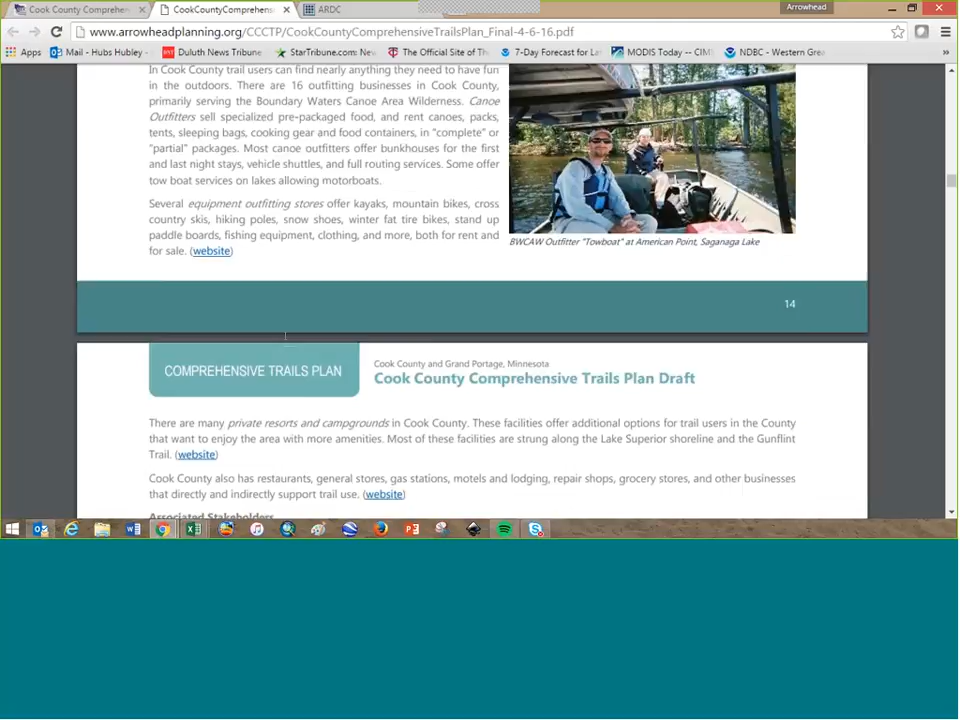 Cook County Comprehen
CookCountyComprehens
ARDC
Arrowhead
www.arrowheadplanning.org/CCCTP/CookCountyComprehensiveTrailsPlan_Final-4-6-16.pdf
Apps
Mail - Hubs Hubley -
Duluth News Tribune
StarTribune.com: New
The Official Site of Th
7-Day Forecast for Lat
MODIS Today -- CIM
NDBC - Western Grea
»
In Cook County trail users can find nearly anything they need to have fun
in the outdoors. There are 16 outfitting businesses in Cook County,
primarily serving the Boundary Waters Canoe Area Wilderness. Canoe
Outfitters sell specialized pre-packaged food, and rent canoes, packs,
tents, sleeping bags, cooking gear and food containers, in "complete" or
"partial" packages. Most canoe outfitters offer bunkhouses for the first
and last night stays, vehicle shuttles, and full routing services. Some offer
tow boat services on lakes allowing motorboats.
Several equipment outfitting stores offer kayaks, mountain bikes, cross
country skis, hiking poles, snow shoes, winter fat tire bikes, stand up
paddle boards, fishing equipment, clothing, and more, both for rent and
for sale. (website)
BWCAW Outfitter "Towboat" at American Point, Saganaga Lake
14
COMPREHENSIVE TRAILS PLAN
Cook County and Grand Portage, Minnesota
Cook County Comprehensive Trails Plan Draft
There are many private resorts and campgrounds in Cook County. These facilities offer additional options for trail users in the County
that want to enjoy the area with more amenities. Most of these facilities are strung along the Lake Superior shoreline and the Gunflint
Trail. (website)
Cook County also has restaurants, general stores, gas stations, motels and lodging, repair shops, grocery stores, and other businesses
that directly and indirectly support trail use. (website)
Associated Stakeholders